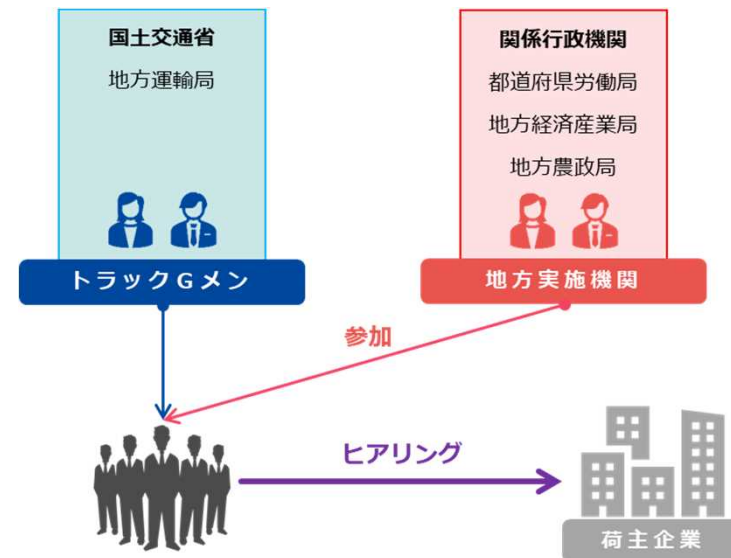 国土交通省
地方運輸局
トラックGメン
関係行政機関
都道府県労働局
地方経済産業局
地方農政局
地方実施機関
参加
ヒアリング
荷主企業